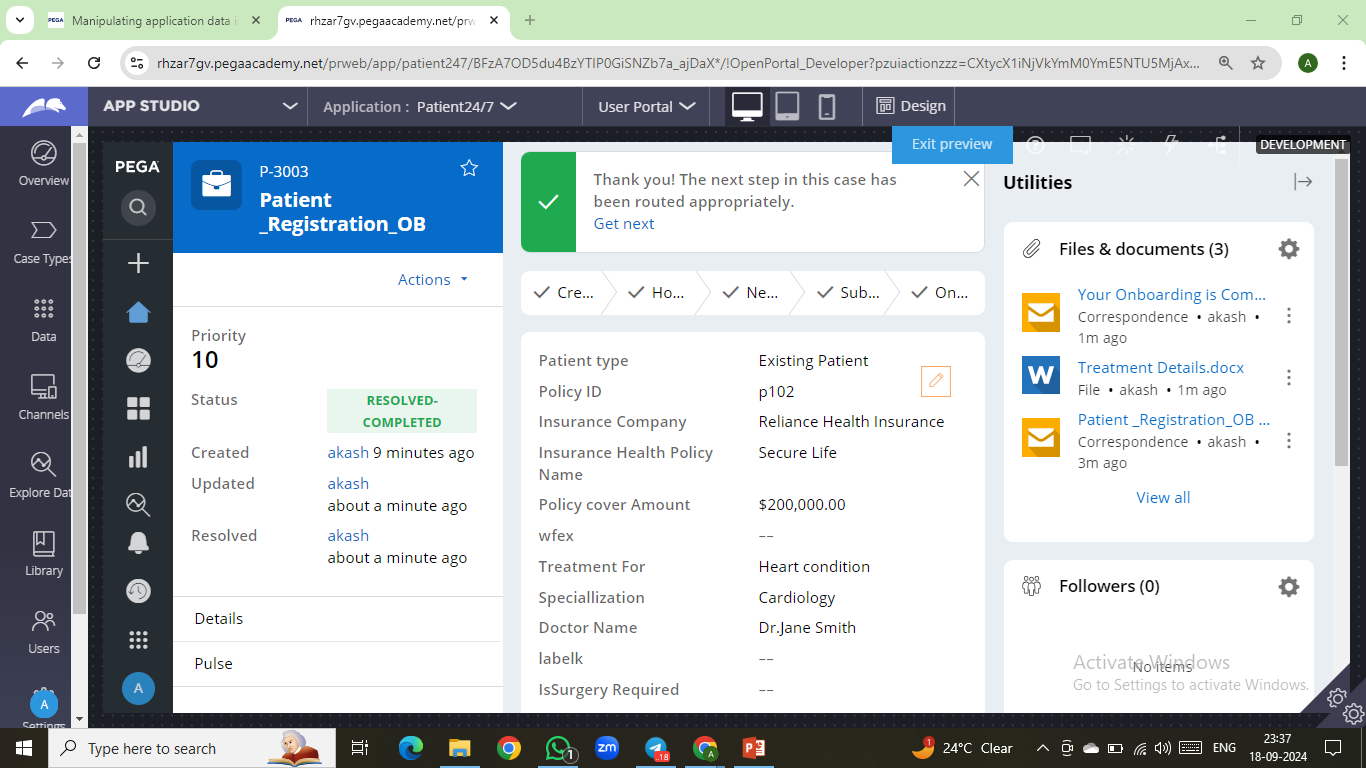 PEGA Manipulating application data i
PEGA rhzar7gv.pegaacademy.net/prw
rhzar7gv.pegaacademy.net/prweb/app/patient247/BFzA7OD5du4BzYTlP0GiSNZb7a_ajDaX*/!OpenPortal_Developer?pzuiactionzzz=CXtycX1iNjVkYmM0YmE5NTU5MjAx...
A
APP STUDIO
Application : Patient24/7
User Portal
Design
Exit preview
DEVELOPMENT
Overview
Case Types
Data
Channels
Explore Dat
Library
Users
A
Settings
PEGA
A
P-3003
Patient
_Registration_OB
Actions
Priority
10
Status
RESOLVED-
COMPLETED
Created akash 9 minutes ago
Updated akash
about a minute ago
Resolved akash
about a minute ago
Details
Pulse
Thank you! The next step in this case has
been routed appropriately.
Get next
Cre... Ho... Ne... Sub... On...
Patient type Existing Patient
Policy ID p102
Insurance Company Reliance Health Insurance
Insurance Health Policy Secure Life
Name
Policy cover Amount $200,000.00
wfex --
Treatment For Heart condition
Speciallization Cardiology
Doctor Name Dr.Jane Smith
labelk --
IsSurgery Required --
Utilities
Files & documents (3)
Your Onboarding is Com...
Correspondence • akash •
1m ago
W Treatment Details.docx
File • akash • 1m ago
Patient _Registration_OB ...
Correspondence • akash •
3m ago
View all
Followers (0)
No items
Activate Windows
Go to Settings to activate Windows.
Type here to search
1
zm
.18
A
1
24°C Clear
ENG
23:37
18-09-2024